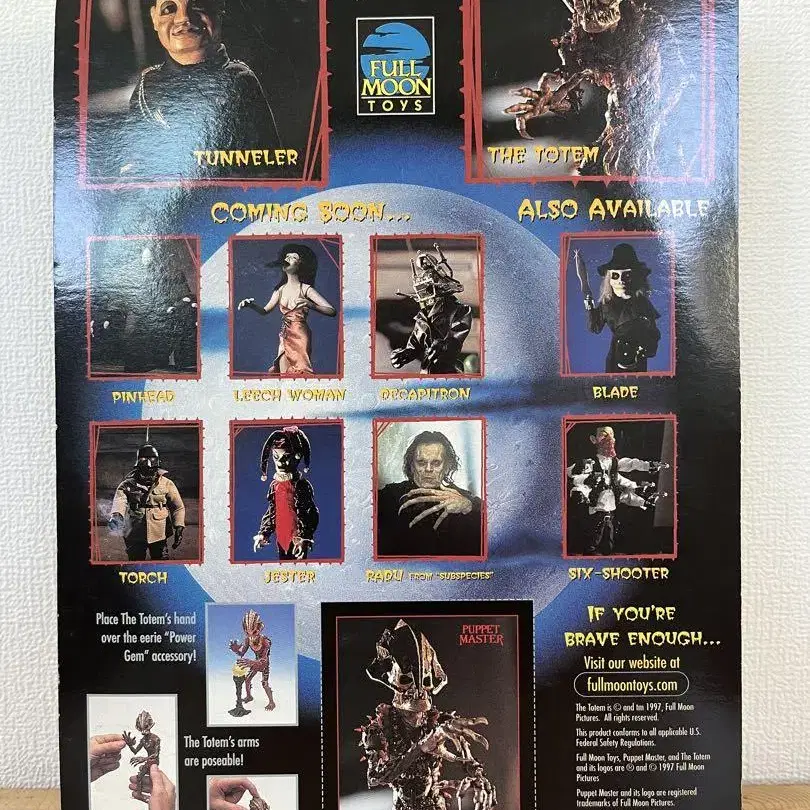 FULL
MOON
TOYS
TUNNELER
THE TOTEM
COMING SOON...
ALSO AVAILABLE
PINHEAD
LEECH WOMAN
DECAPITRON
BLADE
TORCH
JESTER
RADU FROM "SUBSPECIES"
SIX-SHOOTER
Place The Totem's hand
over the eerie "Power
Gem" accessory!
The Totem's arms
are poseable!
PUPPET
MASTER
IF YOU'RE
BRAVE ENOUGH...
Visit our website at
fullmoontoys.com
The Totem is © and tm 1997, Full Moon
Pictures. All rights reserved.
This product conforms to all applicable U.S.
Federal Safety Regulations.
Full Moon Toys, Puppet Master, and The Totem
and its logos are ® and © 1997 Full Moon
Pictures
Puppet Master and its logo are registered
trademarks of Full Moon Pictures.